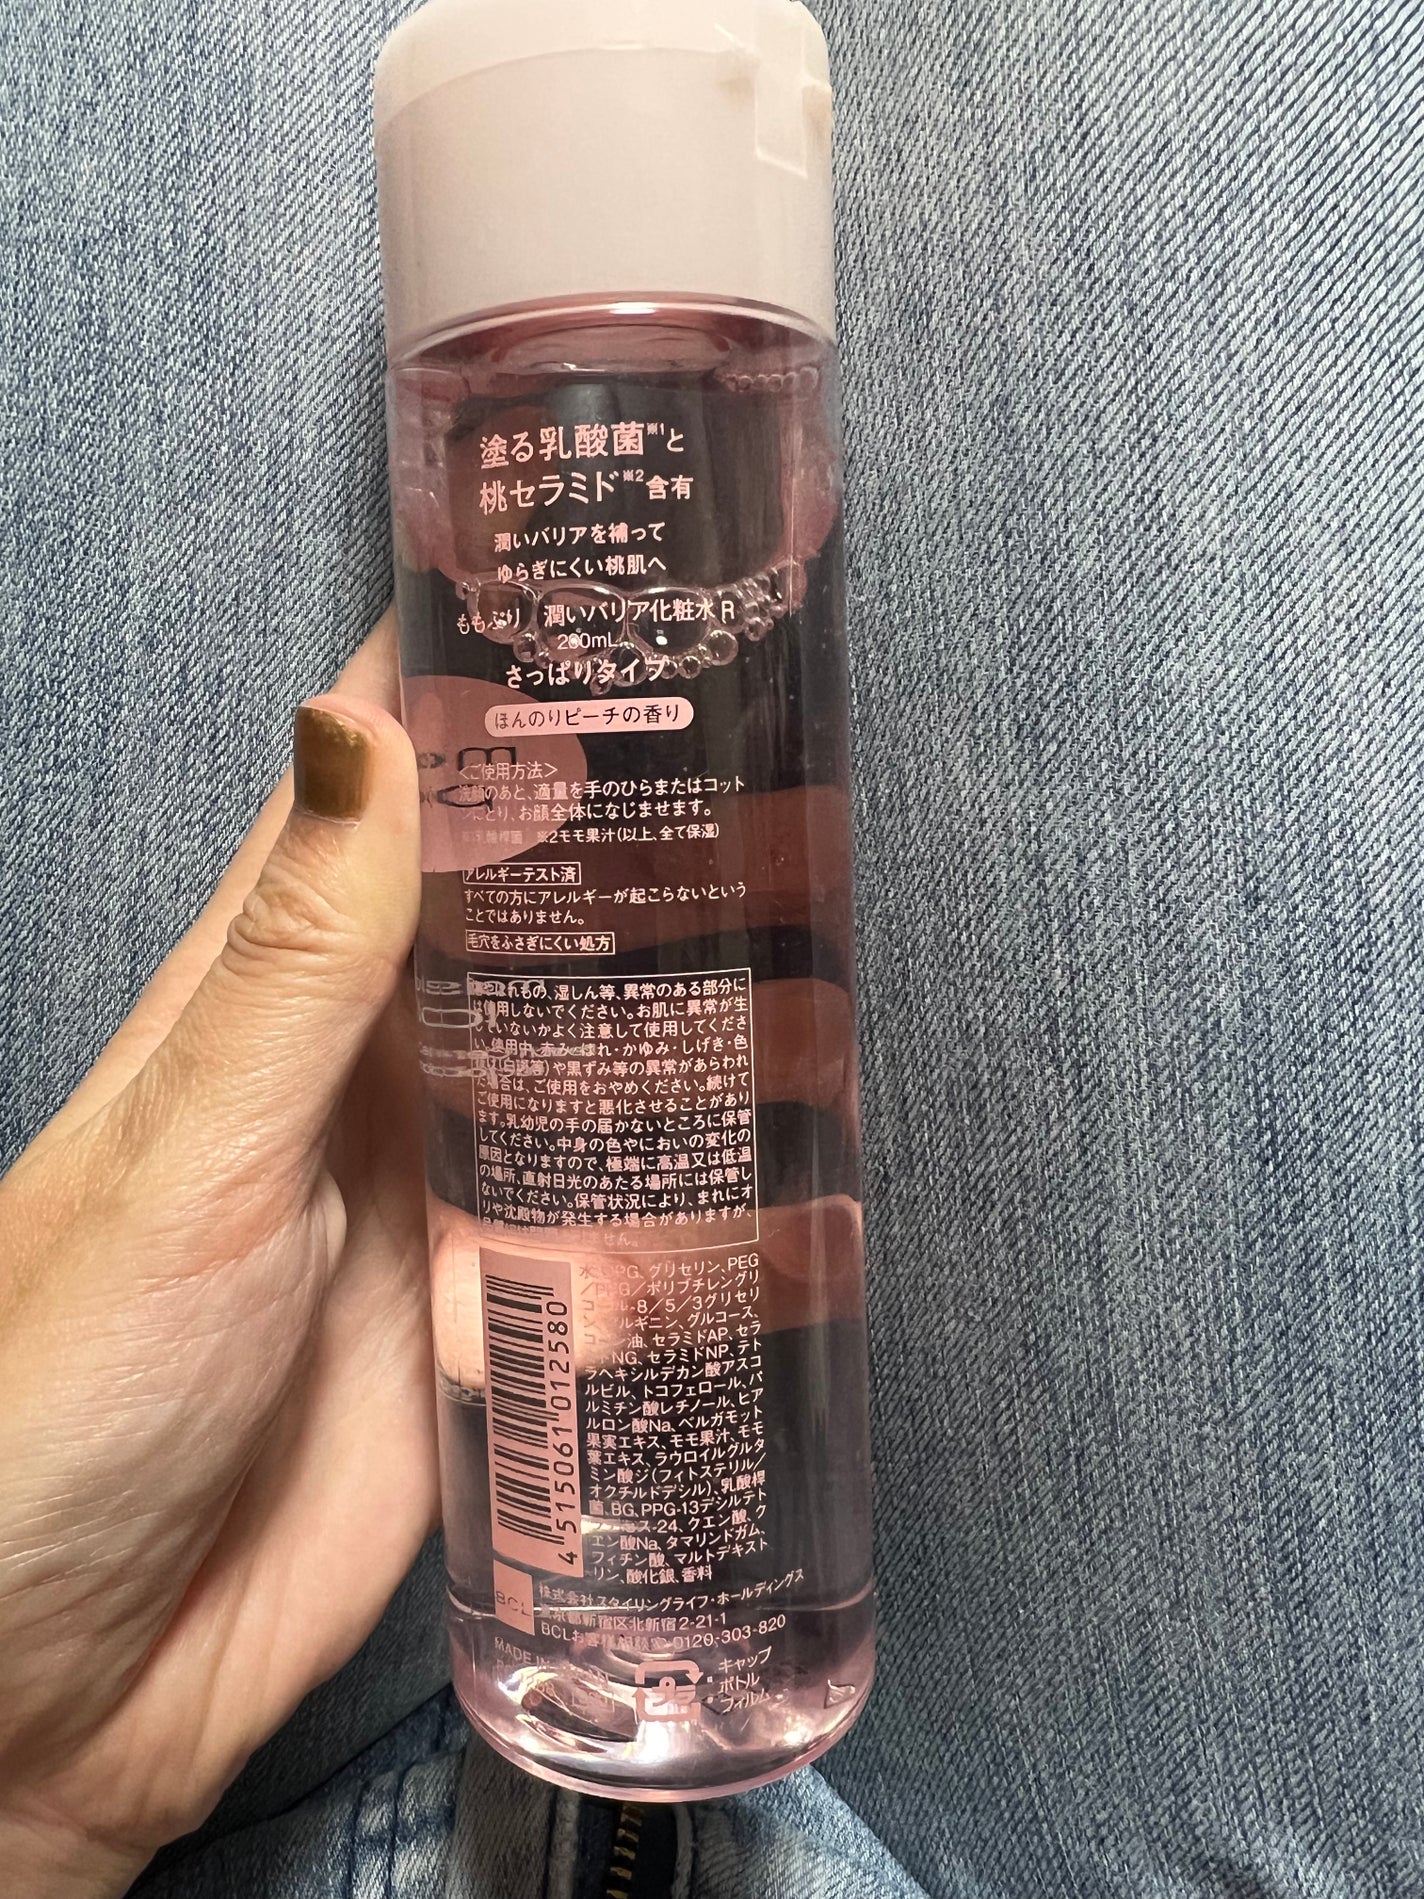 塗る乳酸菌※1と
桃セラミド※2含有
潤いバリアを補って
ゆらぎにくい桃肌へ
ももぷり 潤いバリア化粧水 R
200mL
さっぱりタイプ
ほんのりピーチの香り
<ご使用方法>
のあと、適量を手のひらまたはコット
ンにとり、お顔全体になじませます。
※2モモ果汁(以上、全て保湿)
アレルギーテスト済
すべての方にアレルギーが起こらないという
ことではありません。
毛穴をふさぎにくい処方
れもの、湿しん等、異常のある部分に
は使用しないでください。お肌に異常が生
じていないかよく注意して使用してくださ
い。使用中、赤み・はれ・かゆみ・しげき・色
抜け(白斑等)や黒ずみ等の異常があらわれ
た場合は、ご使用をおやめください。続けて
ご使用になりますと悪化させることがあり
ます。乳幼児の手の届かないところに保管
してください。中身の色やにおいの変化の
原因となりますので、極端に高温又は低温
の場所、直射日光のあたる場所には保管し
ないでください。保管状況により、まれにオ
リや沈殿物が発生する場合がありますが、
せん。
水、PG、グリセリン、PEG
/ポリブチレングリ
コール-8/5/3グリセリ
ン、アルギニン、グルコース、
コーン油、セラミドAP、セラ
ミドNG、セラミドNP、テト
ラヘキシルデカン酸アスコ
ルビル、トコフェロール、パ
ルミチン酸レチノール、ヒア
ルロン酸Na、ベルガモット
果実エキス、モモ果汁、モモ
葉エキス、ラウロイルグルタ
ミン酸ジ(フィトステリル/
オクチルドデシル)、乳酸桿
菌、BG、PPG-13デシルテト
ラデセス-24、クエン酸、ク
エン酸Na、タマリンドガム、
フィチン酸、マルトデキスト
リン、酸化銀、香料
4 515061 012580
BCL
株式会社 スタイリングライフ・ホールディングス
東京都新宿区北新宿2-21-1
BCLお客様相談室 0120-303-820
MADE IN JAPAN
プラ
キャップ
ボトル
フィルム